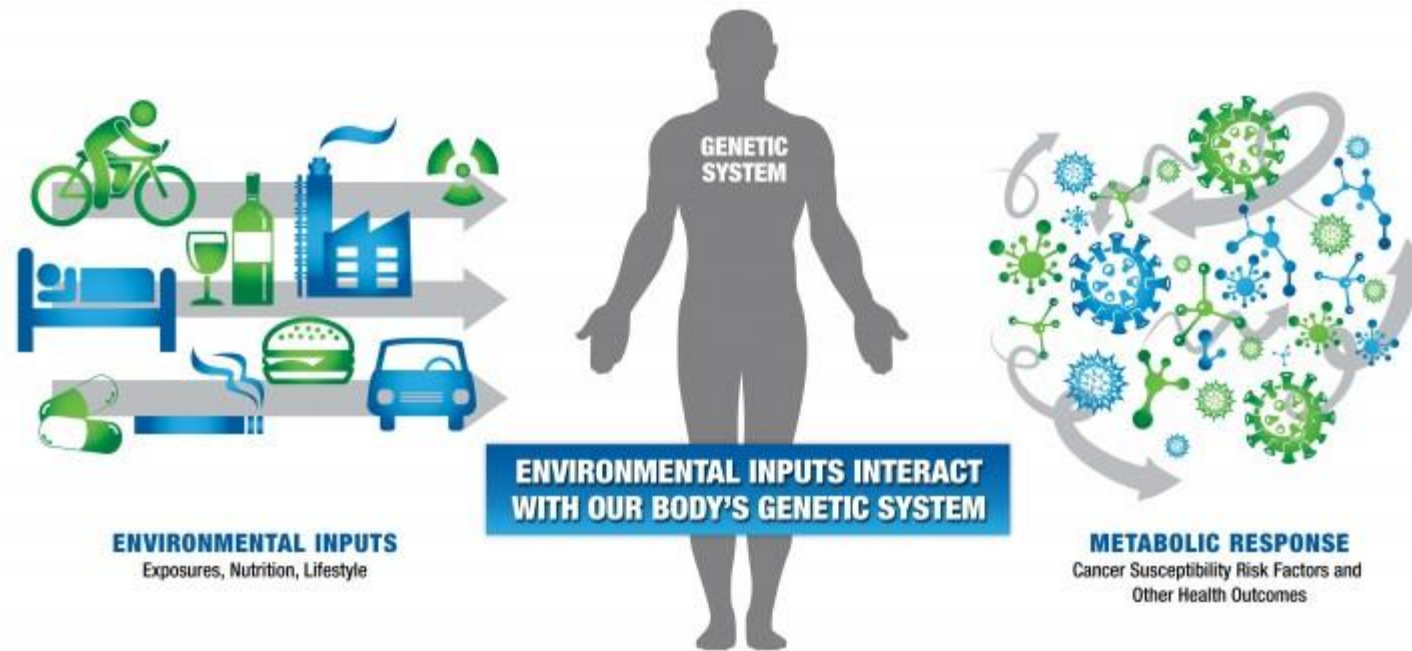 GENETIC
SYSTEM
ENVIRONMENTAL INPUTS INTERACT
WITH OUR BODY'S GENETIC SYSTEM
ENVIRONMENTAL INPUTS
Exposures, Nutrition, Lifestyle
METABOLIC RESPONSE
Cancer Susceptibility Risk Factors and
Other Health Outcomes